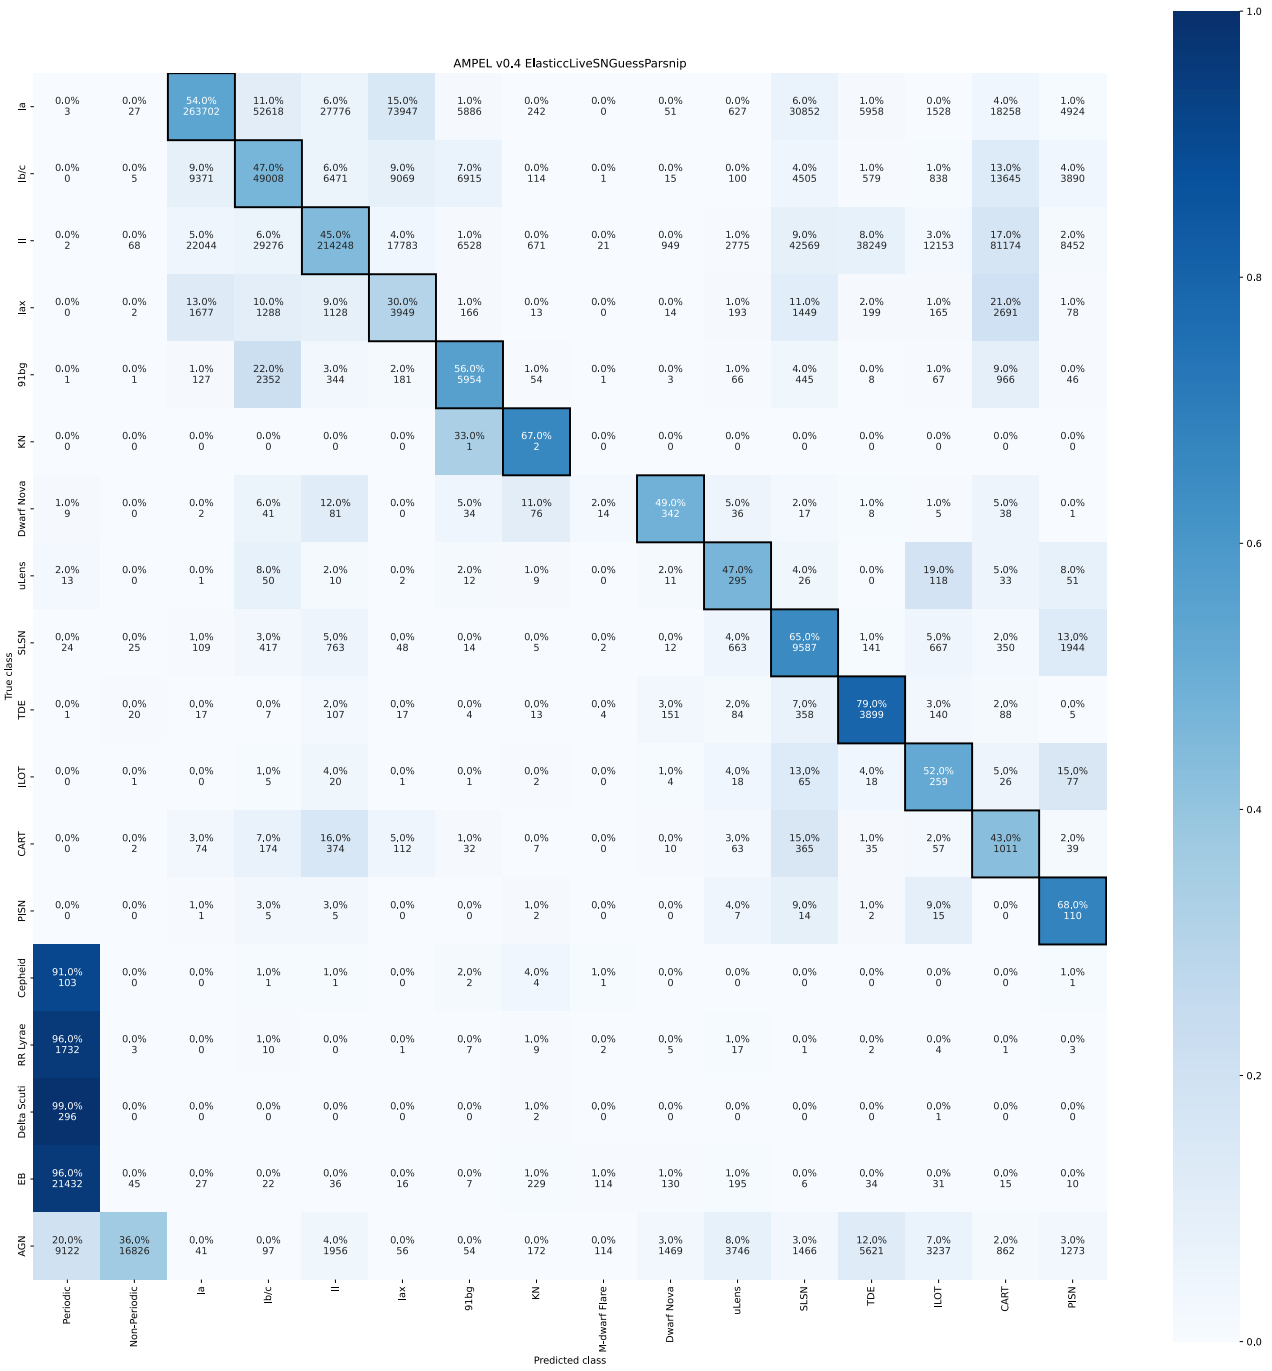 AMPEL v0.4 ElasticcLiveSNGuessParsnip
1.0
0.8
0.6
0.4
0.2
0.0
True class
Ia
0.0% 0.0% 54.0% 11.0% 6.0% 15.0% 1.0% 0.0% 0.0% 0.0% 0.0% 6.0% 1.0% 0.0% 4.0% 1.0%
3 27 263702 52618 27776 73947 5886 242 0 51 627 30852 5958 1528 18258 4924
Ib/c
0.0% 0.0% 9.0% 47.0% 6.0% 9.0% 7.0% 0.0% 0.0% 0.0% 0.0% 4.0% 1.0% 1.0% 13.0% 4.0%
0 5 9371 49008 6471 9069 6915 114 1 15 100 4505 579 838 13645 3890
II
0.0% 0.0% 5.0% 6.0% 45.0% 4.0% 1.0% 0.0% 0.0% 0.0% 1.0% 9.0% 8.0% 3.0% 17.0% 2.0%
2 68 22044 29276 214248 17783 6528 671 21 949 2775 42569 38249 12153 81174 8452
Iax
0.0% 0.0% 13.0% 10.0% 9.0% 30.0% 1.0% 0.0% 0.0% 0.0% 1.0% 11.0% 2.0% 1.0% 21.0% 1.0%
0 2 1677 1288 1128 3949 166 13 0 14 193 1449 199 165 2691 78
91bg
0.0% 0.0% 1.0% 22.0% 3.0% 2.0% 56.0% 1.0% 0.0% 0.0% 1.0% 4.0% 0.0% 1.0% 9.0% 0.0%
1 1 127 2352 344 181 5954 54 1 3 66 445 8 67 966 46
KN
0.0% 0.0% 0.0% 0.0% 0.0% 0.0% 33.0% 67.0% 0.0% 0.0% 0.0% 0.0% 0.0% 0.0% 0.0% 0.0%
0 0 0 0 0 0 1 2 0 0 0 0 0 0 0 0
Dwarf Nova
1.0% 0.0% 0.0% 6.0% 12.0% 0.0% 5.0% 11.0% 2.0% 49.0% 5.0% 2.0% 1.0% 1.0% 5.0% 0.0%
9 0 2 41 81 0 34 76 14 342 36 17 8 5 38 1
uLens
2.0% 0.0% 0.0% 8.0% 2.0% 0.0% 2.0% 1.0% 0.0% 2.0% 47.0% 4.0% 0.0% 19.0% 5.0% 8.0%
13 0 1 50 10 2 12 9 0 11 295 26 0 118 33 51
SLSN
0.0% 0.0% 1.0% 3.0% 5.0% 0.0% 0.0% 0.0% 0.0% 0.0% 4.0% 65.0% 1.0% 5.0% 2.0% 13.0%
24 25 109 417 763 48 14 5 2 12 663 9587 141 667 350 1944
TDE
0.0% 0.0% 0.0% 0.0% 2.0% 0.0% 0.0% 0.0% 0.0% 3.0% 2.0% 7.0% 79.0% 3.0% 2.0% 0.0%
1 20 17 7 107 17 4 13 4 151 84 358 3899 140 88 5
ILOT
0.0% 0.0% 0.0% 1.0% 4.0% 0.0% 0.0% 0.0% 0.0% 1.0% 4.0% 13.0% 4.0% 52.0% 5.0% 15.0%
0 1 0 5 20 1 1 2 0 4 18 65 18 259 26 77
CART
0.0% 0.0% 3.0% 7.0% 16.0% 5.0% 1.0% 0.0% 0.0% 0.0% 3.0% 15.0% 1.0% 2.0% 43.0% 2.0%
0 2 74 174 374 112 32 7 0 10 63 365 35 57 1011 39
PISN
0.0% 0.0% 1.0% 3.0% 3.0% 0.0% 0.0% 1.0% 0.0% 0.0% 4.0% 9.0% 1.0% 9.0% 0.0% 68.0%
0 0 1 5 5 0 0 2 0 0 7 14 2 15 0 110
Cepheid
91.0% 0.0% 0.0% 1.0% 1.0% 0.0% 2.0% 4.0% 1.0% 0.0% 0.0% 0.0% 0.0% 0.0% 0.0% 1.0%
103 0 0 1 1 0 2 4 1 0 0 0 0 0 0 1
RR Lyrae
96.0% 0.0% 0.0% 1.0% 0.0% 0.0% 0.0% 1.0% 0.0% 0.0% 1.0% 0.0% 0.0% 0.0% 0.0% 0.0%
1732 3 0 10 0 1 7 9 2 5 17 1 2 4 1 3
Delta Scuti
99.0% 0.0% 0.0% 0.0% 0.0% 0.0% 0.0% 1.0% 0.0% 0.0% 0.0% 0.0% 0.0% 0.0% 0.0% 0.0%
296 0 0 0 0 0 0 2 0 0 0 0 0 1 0 0
EB
96.0% 0.0% 0.0% 0.0% 0.0% 0.0% 0.0% 1.0% 1.0% 1.0% 1.0% 0.0% 0.0% 0.0% 0.0% 0.0%
21432 45 27 22 36 16 7 229 114 130 195 6 34 31 15 10
AGN
20.0% 36.0% 0.0% 0.0% 4.0% 0.0% 0.0% 0.0% 0.0% 3.0% 8.0% 3.0% 12.0% 7.0% 2.0% 3.0%
9122 16826 41 97 1956 56 54 172 114 1469 3746 1466 5621 3237 862 1273
Periodic
Non-Periodic
Ia
Ib/c
II
Iax
91bg
KN
M-dwarf Flare
Dwarf Nova
uLens
SLSN
TDE
ILOT
CART
PISN
Predicted class